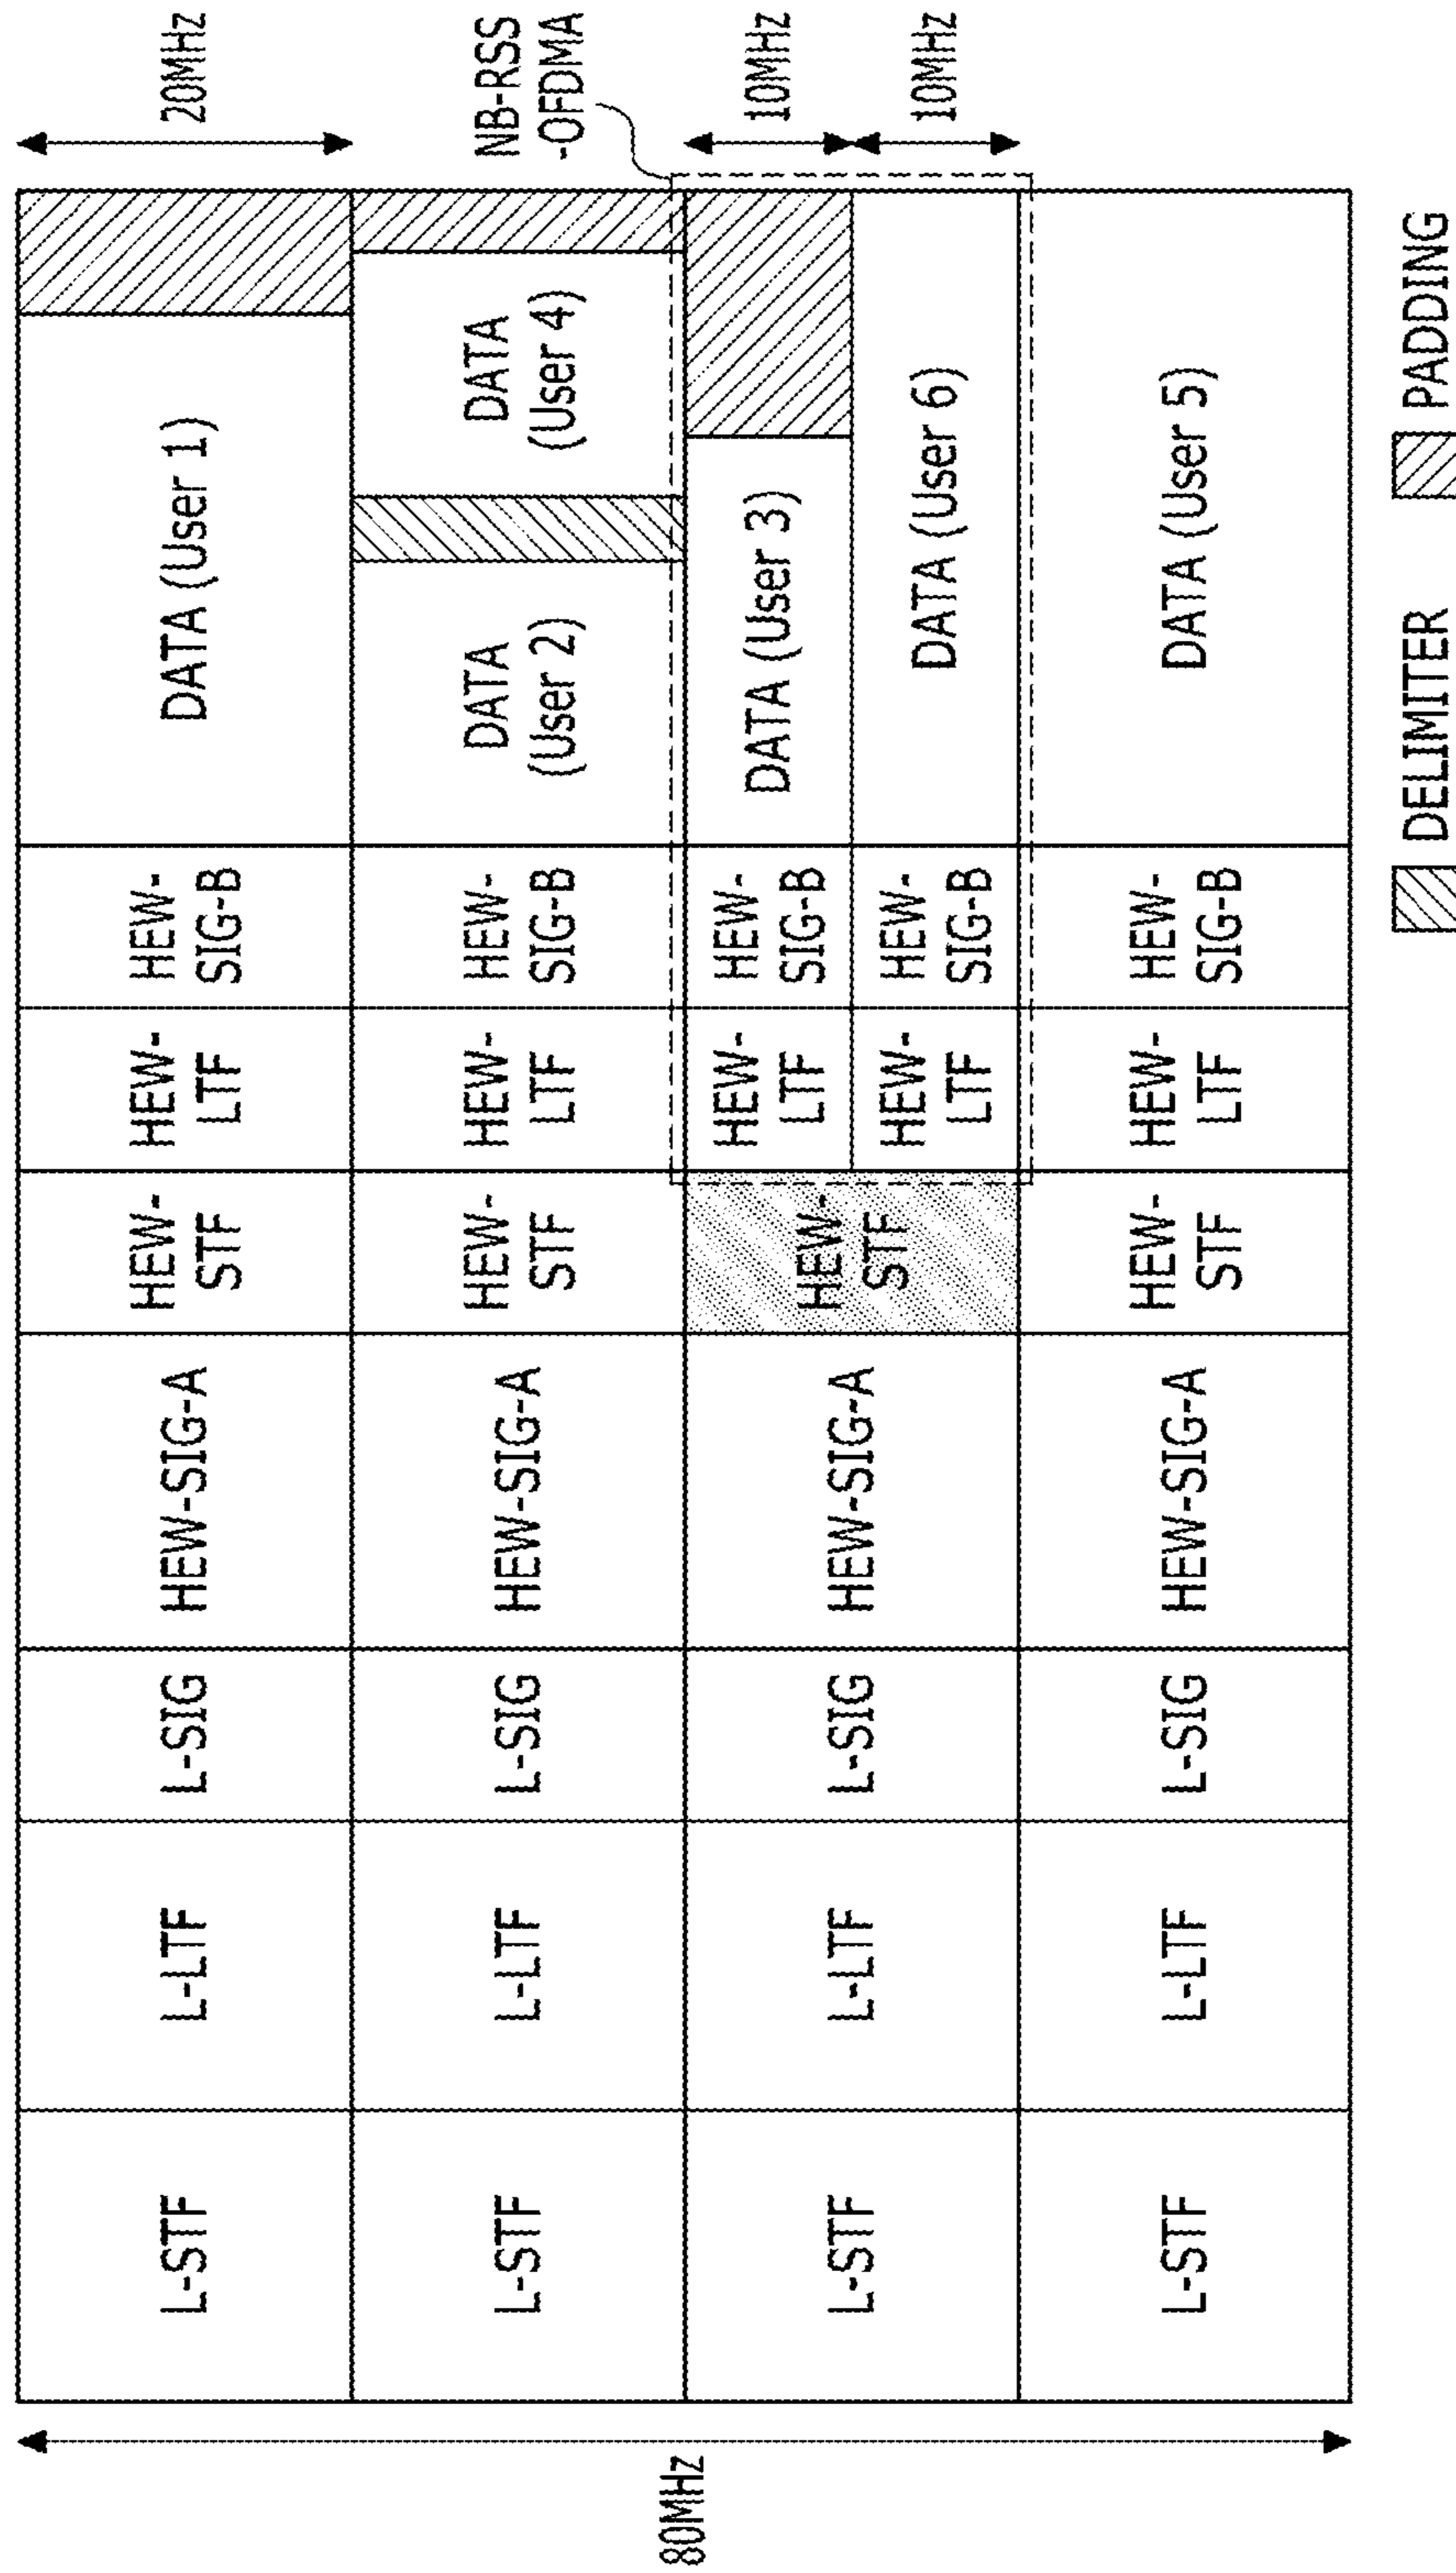 80MHz
L-STF
L-LTF
L-SIG
HEW-SIG-A
HEW-
STF
HEW-
LTF
HEW-
SIG-B
DATA (User 1)
20MHz
L-STF
L-LTF
L-SIG
HEW-SIG-A
HEW-
STF
HEW-
LTF
HEW-
SIG-B
DATA
(User 2)
DATA
(User 4)
NB-RSS
-OFDMA
L-STF
L-LTF
L-SIG
HEW-SIG-A
HEW-
STF
HEW-
LTF
HEW-
SIG-B
DATA (User 3)
10MHz
HEW-
LTF
HEW-
SIG-B
DATA (User 6)
10MHz
L-STF
L-LTF
L-SIG
HEW-SIG-A
HEW-
STF
HEW-
LTF
HEW-
SIG-B
DATA (User 5)
DELIMITER
PADDING